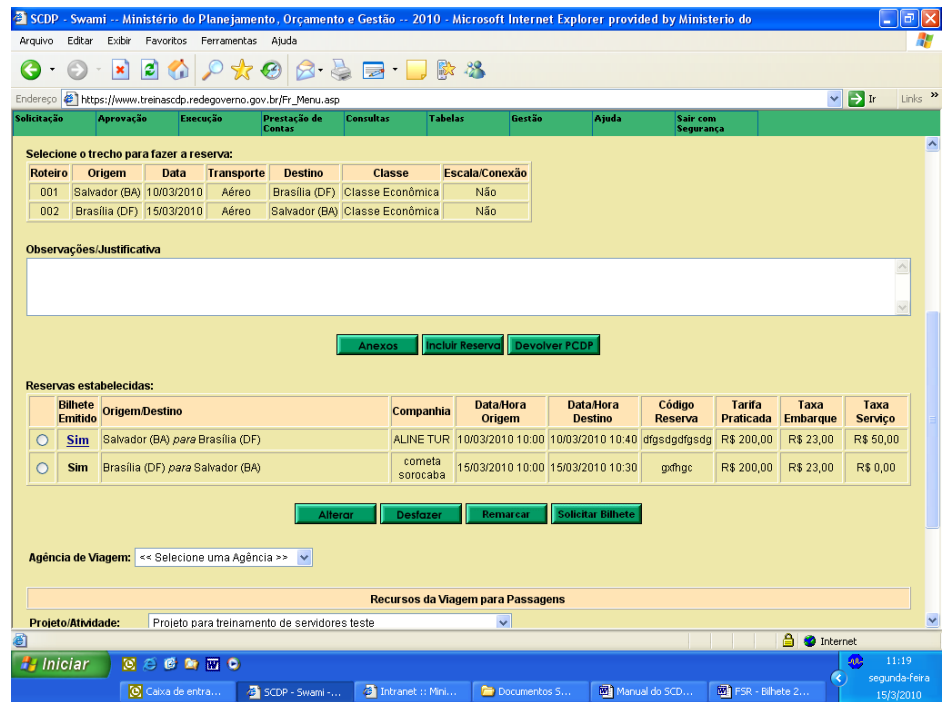 SCDP - Swami -- Ministério do Planejamento, Orçamento e Gestão -- 2010 - Microsoft Internet Explorer provided by Ministerio do
Arquivo Editar Exibir Favoritos Ferramentas Ajuda
Endereço https://www.treinascdp.redegoverno.gov.br/Fr_Menu.asp Ir Links »
Solicitação Aprovação Execução Prestação de Contas Consultas Tabelas Gestão Ajuda Sair com Segurança
Selecione o trecho para fazer a reserva:
Roteiro Origem Data Transporte Destino Classe Escala/Conexão
001 Salvador (BA) 10/03/2010 Aéreo Brasília (DF) Classe Econômica Não
002 Brasília (DF) 15/03/2010 Aéreo Salvador (BA) Classe Econômica Não
Observações/Justificativa
Anexos Incluir Reserva Devolver PCDP
Reservas estabelecidas:
Bilhete Emitido Origem/Destino Companhia Data/Hora Origem Data/Hora Destino Código Reserva Tarifa Praticada Taxa Embarque Taxa Serviço
Sim Salvador (BA) para Brasília (DF) ALINE TUR 10/03/2010 10:00 10/03/2010 10:40 dfgsdgdfgsdg R$ 200,00 R$ 23,00 R$ 50,00
Sim Brasília (DF) para Salvador (BA) cometa sorocaba 15/03/2010 10:00 15/03/2010 10:30 gxfhgc R$ 200,00 R$ 23,00 R$ 0,00
Alterar Desfazer Remarcar Solicitar Bilhete
Agência de Viagem: << Selecione uma Agência >>
Recursos da Viagem para Passagens
Projeto/Atividade: Projeto para treinamento de servidores teste
Internet
Iniciar
11:19
Caixa de entra... SCDP - Swami -... Intranet :: Mini... Documentos S... Manual do SCD... FSR - Bilhete 2...
segunda-feira
15/3/2010